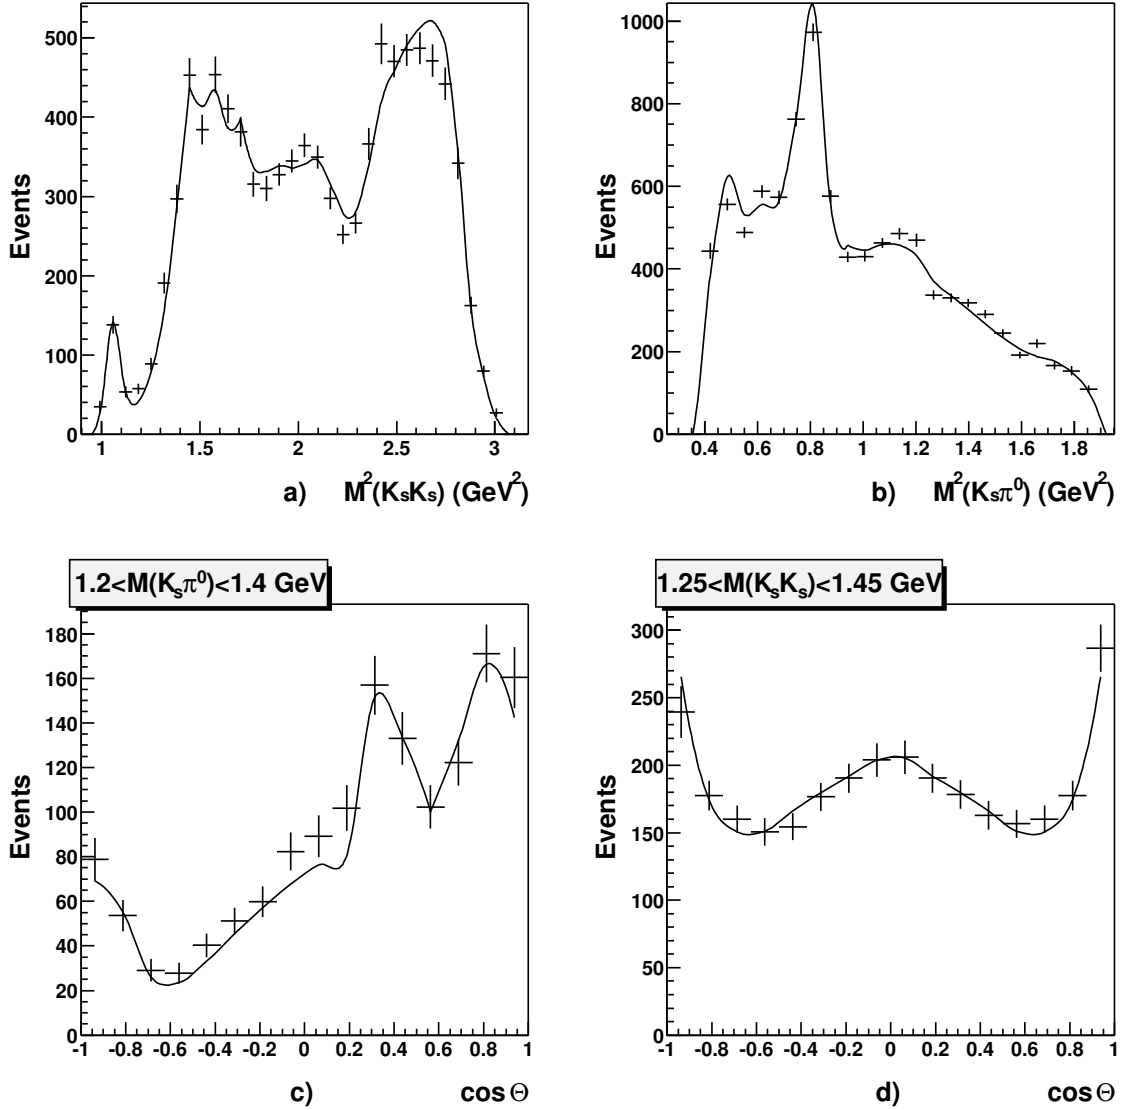 500
400
300
200
100
0
Events
1 1.5 2 2.5 3
a) M²(KₛKₛ) (GeV²)
1000
800
600
400
200
0
Events
0.4 0.6 0.8 1 1.2 1.4 1.6 1.8
b) M²(Kₛπ⁰) (GeV²)
1.2<M(Kₛπ⁰)<1.4 GeV
180
160
140
120
100
80
60
40
20
0
Events
-1 -0.8 -0.6 -0.4 -0.2 0 0.2 0.4 0.6 0.8 1
c) cos Θ
1.25<M(KₛKₛ)<1.45 GeV
300
250
200
150
100
50
0
Events
-1 -0.8 -0.6 -0.4 -0.2 0 0.2 0.4 0.6 0.8 1
d) cos Θ